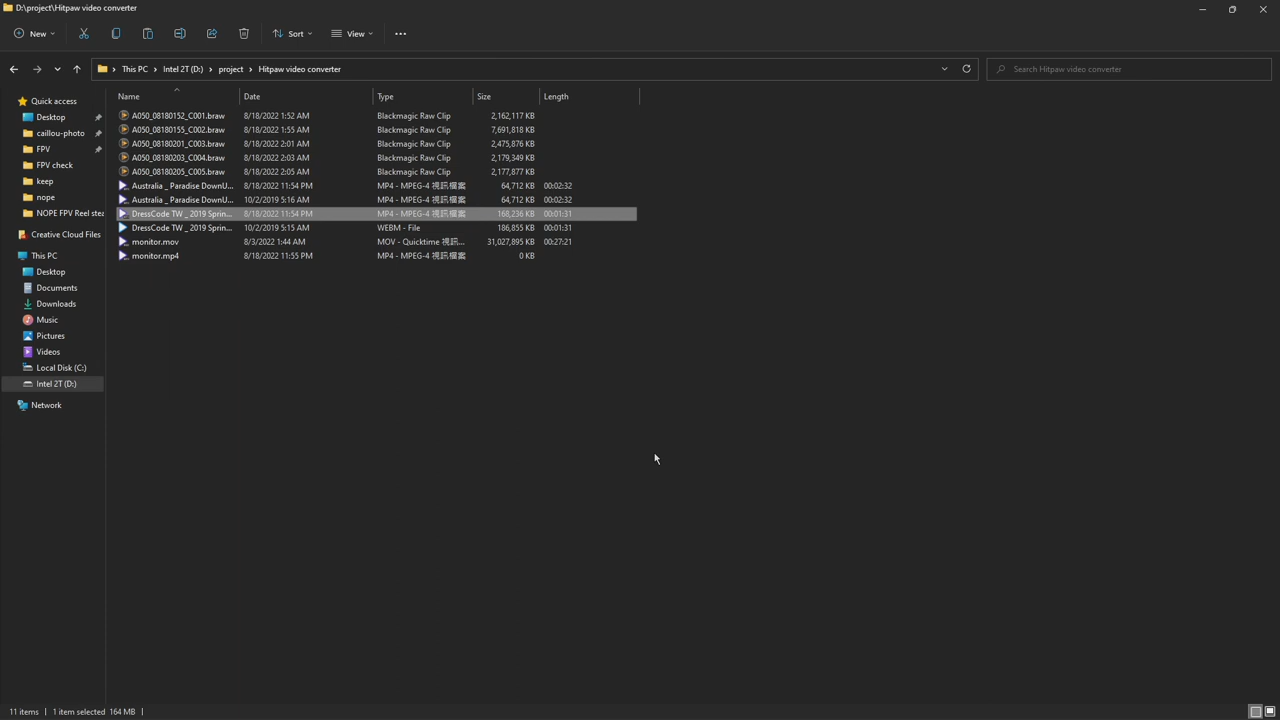 D:\project\Hitpaw video converter
New Sort View
This PC Intel 2T (D:) project Hitpaw video converter Search Hitpaw video converter
Name Date Type Size Length
Quick access
Desktop
caillou-photo
FPV
FPV check
keep
nope
NOPE FPV Reel stea
Creative Cloud Files
This PC
Desktop
Documents
Downloads
Music
Pictures
Videos
Local Disk (C:)
Intel 2T (D:)
Network
A050_08180152_C001.braw 8/18/2022 1:52 AM Blackmagic Raw Clip 2,162,117 KB
A050_08180155_C002.braw 8/18/2022 1:55 AM Blackmagic Raw Clip 7,691,818 KB
A050_08180201_C003.braw 8/18/2022 2:01 AM Blackmagic Raw Clip 2,475,876 KB
A050_08180203_C004.braw 8/18/2022 2:03 AM Blackmagic Raw Clip 2,179,349 KB
A050_08180205_C005.braw 8/18/2022 2:05 AM Blackmagic Raw Clip 2,177,877 KB
Australia _ Paradise DownU... 8/18/2022 11:54 PM MP4 - MPEG-4 視訊檔案 64,712 KB 00:02:32
Australia _ Paradise DownU... 10/2/2019 5:16 AM MP4 - MPEG-4 視訊檔案 64,712 KB 00:02:32
DressCode TW _ 2019 Sprin... 8/18/2022 11:54 PM MP4 - MPEG-4 視訊檔案 168,236 KB 00:01:31
DressCode TW _ 2019 Sprin... 10/2/2019 5:15 AM WEBM - File 186,855 KB 00:01:31
monitor.mov 8/3/2022 1:44 AM MOV - Quicktime 視訊... 31,027,895 KB 00:27:21
monitor.mp4 8/18/2022 11:55 PM MP4 - MPEG-4 視訊檔案 0 KB
11 items 1 item selected 164 MB